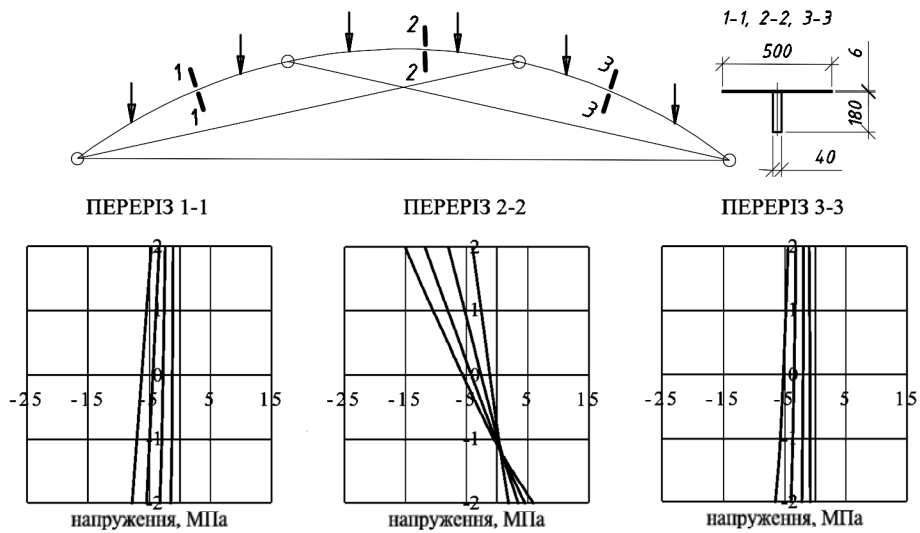 1-1, 2-2, 3-3
500
6
180
40
1
1
2
2
3
3
ПЕРЕРІЗ 1-1
ПЕРЕРІЗ 2-2
ПЕРЕРІЗ 3-3
2
1
0
-25 -15 -5 5 15
-1
-2
напруження, МПа
2
1
0
-25 -15 -5 5 15
-1
-2
напруження, МПа
2
1
0
-25 -15 -5 5 15
-1
-2
напруження, МПа